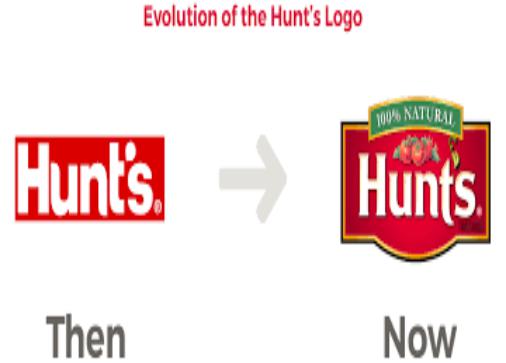 Evolution of the Hunt's Logo
Hunt's®
100% NATURAL
Hunt's®
Then
Now